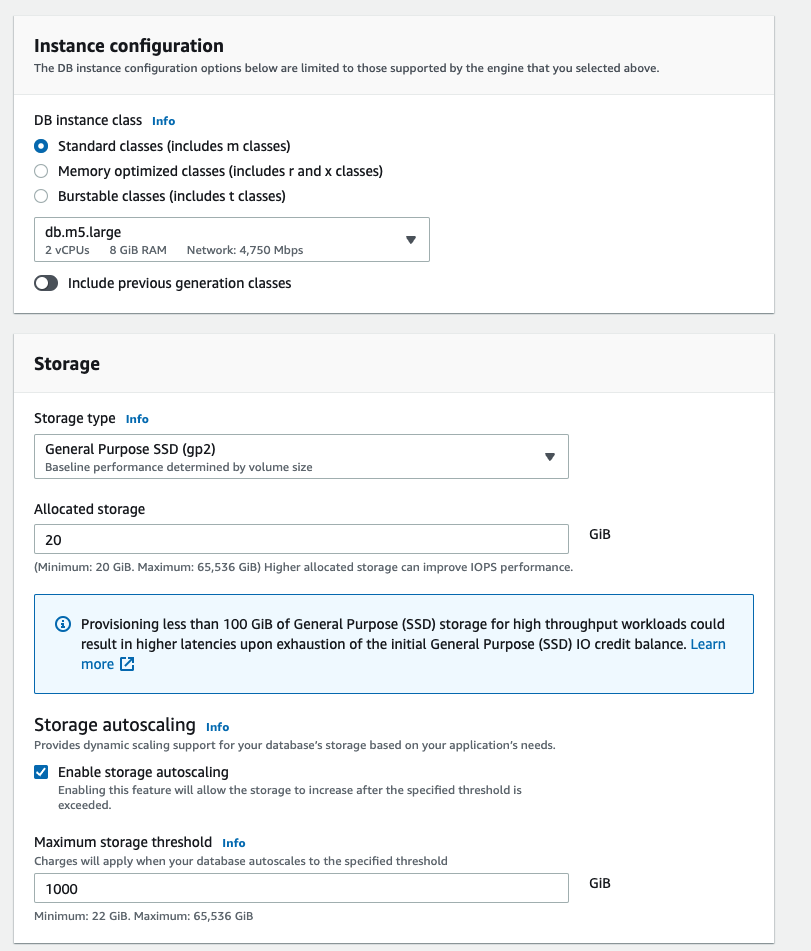 Instance configuration
The DB instance configuration options below are limited to those supported by the engine that you selected above.
DB instance class Info
Standard classes (includes m classes)
Memory optimized classes (includes r and x classes)
Burstable classes (includes t classes)
db.m5.large
2 vCPUs 8 GiB RAM Network: 4,750 Mbps
Include previous generation classes
Storage
Storage type Info
General Purpose SSD (gp2)
Baseline performance determined by volume size
Allocated storage
20 GiB
(Minimum: 20 GiB. Maximum: 65,536 GiB) Higher allocated storage can improve IOPS performance.
Provisioning less than 100 GiB of General Purpose (SSD) storage for high throughput workloads could
result in higher latencies upon exhaustion of the initial General Purpose (SSD) IO credit balance. Learn
more
Storage autoscaling Info
Provides dynamic scaling support for your database's storage based on your application's needs.
Enable storage autoscaling
Enabling this feature will allow the storage to increase after the specified threshold is
exceeded.
Maximum storage threshold Info
Charges will apply when your database autoscales to the specified threshold
1000 GiB
Minimum: 22 GiB. Maximum: 65,536 GiB